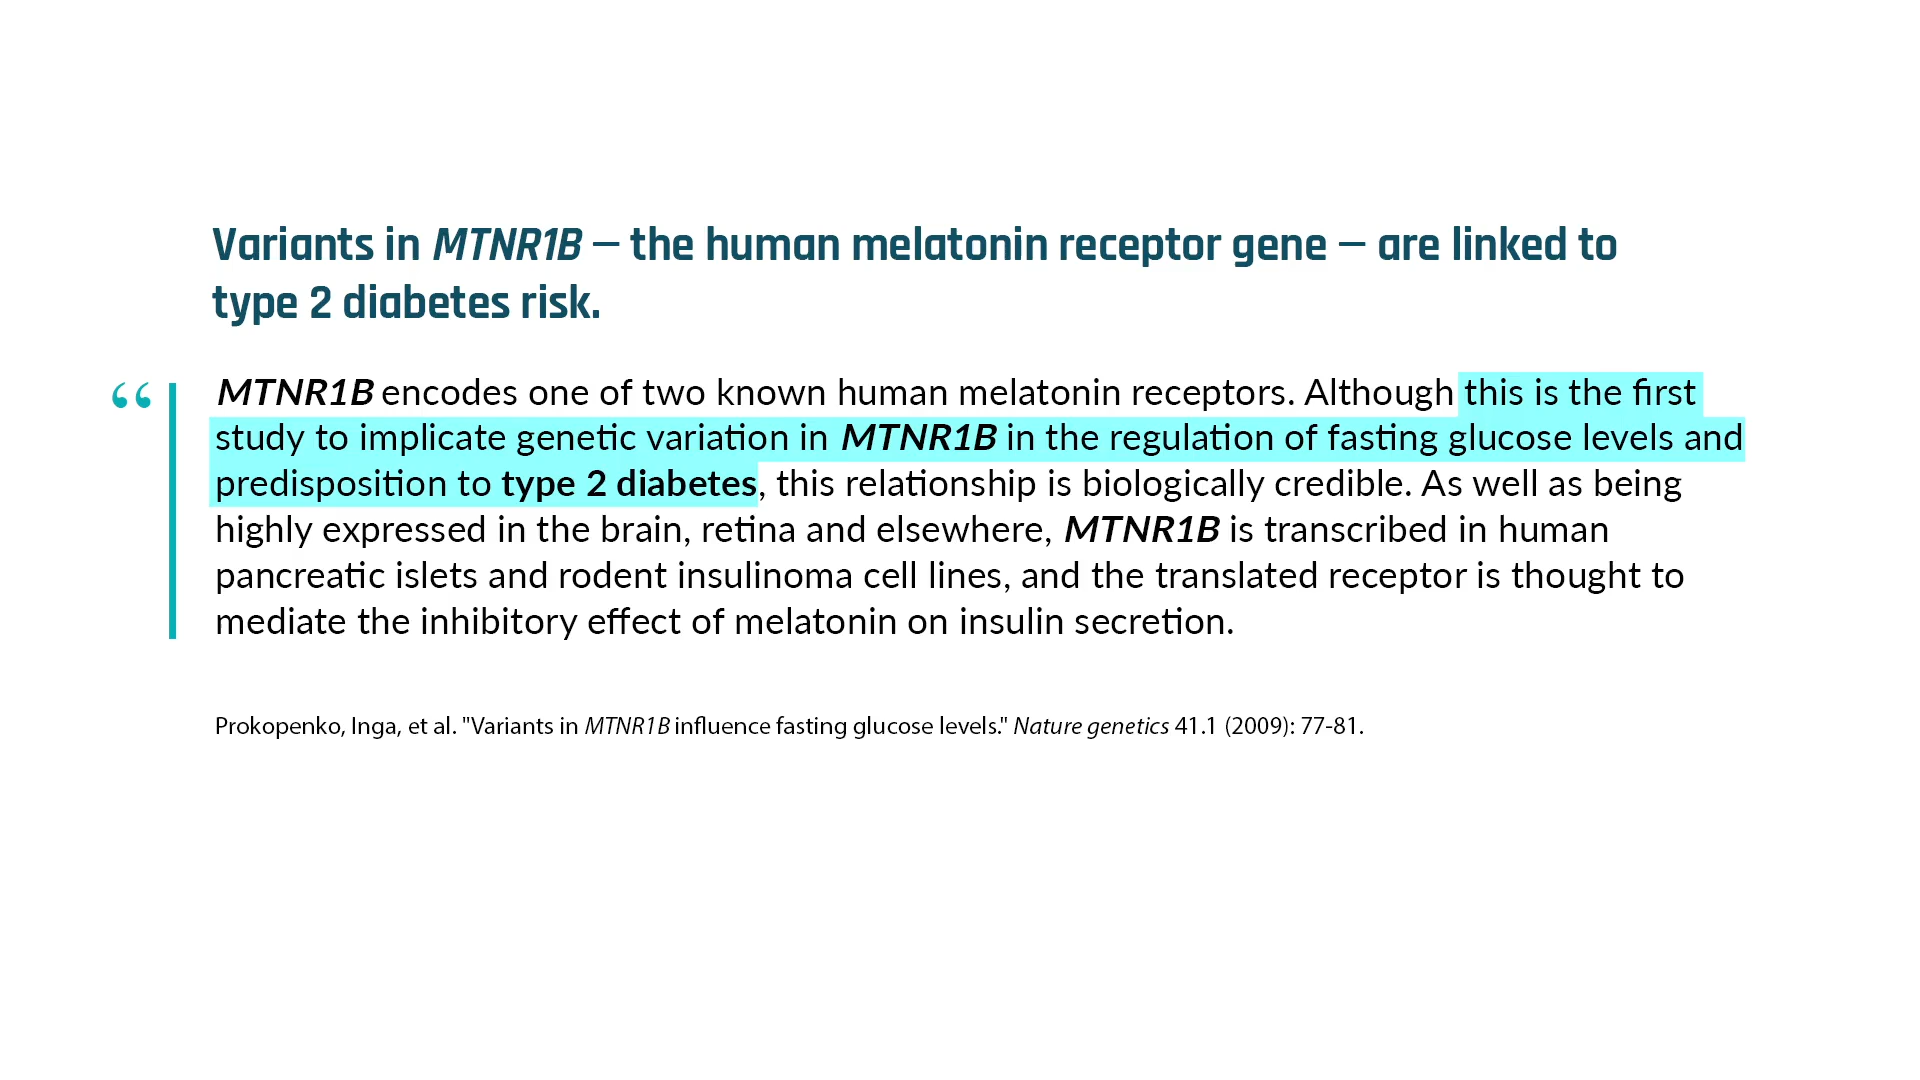 Variants in MTNR1B – the human melatonin receptor gene – are linked to
type 2 diabetes risk.
“
MTNR1B encodes one of two known human melatonin receptors. Although this is the first
study to implicate genetic variation in MTNR1B in the regulation of fasting glucose levels and
predisposition to type 2 diabetes, this relationship is biologically credible. As well as being
highly expressed in the brain, retina and elsewhere, MTNR1B is transcribed in human
pancreatic islets and rodent insulinoma cell lines, and the translated receptor is thought to
mediate the inhibitory effect of melatonin on insulin secretion.
Prokopenko, Inga, et al. "Variants in MTNR1B influence fasting glucose levels." Nature genetics 41.1 (2009): 77-81.